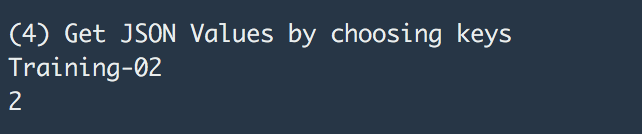 (4) Get JSON Values by choosing keys
Training-02
2